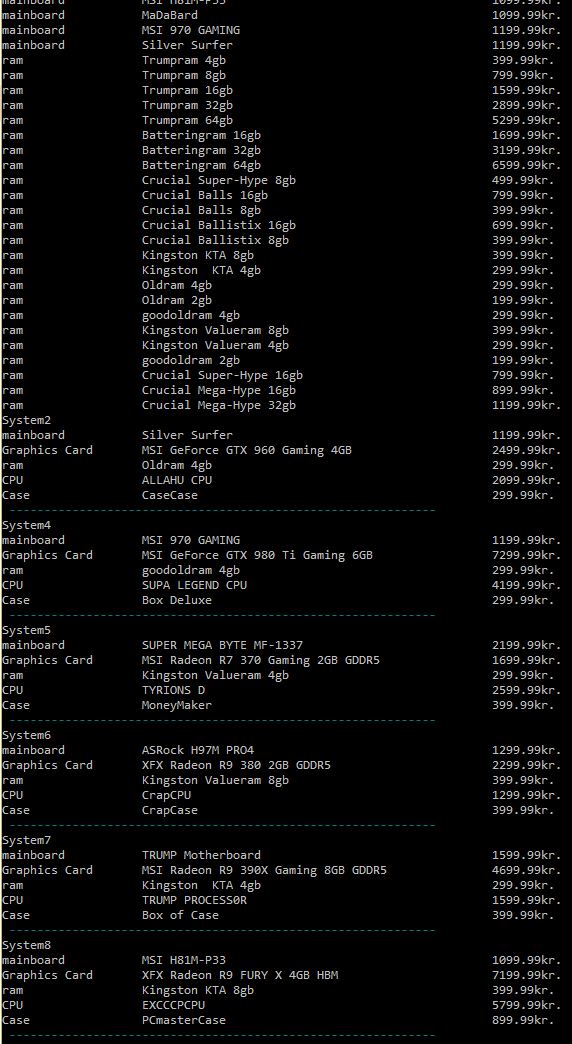 mainboard MSI H81M-P33 1099.99kr.
mainboard MaDaBard 1099.99kr.
mainboard MSI 970 GAMING 1199.99kr.
mainboard Silver Surfer 1199.99kr.
ram Trumpram 4gb 399.99kr.
ram Trumpram 8gb 799.99kr.
ram Trumpram 16gb 1599.99kr.
ram Trumpram 32gb 2899.99kr.
ram Trumpram 64gb 5299.99kr.
ram Batteringram 16gb 1699.99kr.
ram Batteringram 32gb 3199.99kr.
ram Batteringram 64gb 6599.99kr.
ram Crucial Super-Hype 8gb 499.99kr.
ram Crucial Balls 16gb 799.99kr.
ram Crucial Balls 8gb 399.99kr.
ram Crucial Ballistix 16gb 699.99kr.
ram Crucial Ballistix 8gb 399.99kr.
ram Kingston KTA 8gb 399.99kr.
ram Kingston  KTA 4gb 299.99kr.
ram Oldram 4gb 299.99kr.
ram Oldram 2gb 199.99kr.
ram goodoldram 4gb 299.99kr.
ram Kingston Valueram 8gb 399.99kr.
ram Kingston Valueram 4gb 299.99kr.
ram goodoldram 2gb 199.99kr.
ram Crucial Super-Hype 16gb 799.99kr.
ram Crucial Mega-Hype 16gb 899.99kr.
ram Crucial Mega-Hype 32gb 1199.99kr.
System2
mainboard Silver Surfer 1199.99kr.
Graphics Card MSI GeForce GTX 960 Gaming 4GB 2499.99kr.
ram Oldram 4gb 299.99kr.
CPU ALLAHU CPU 2099.99kr.
Case CaseCase 299.99kr.
--------------------------------------------------------------
System4
mainboard MSI 970 GAMING 1199.99kr.
Graphics Card MSI GeForce GTX 980 Ti Gaming 6GB 7299.99kr.
ram goodoldram 4gb 299.99kr.
CPU SUPA LEGEND CPU 4199.99kr.
Case Box Deluxe 299.99kr.
--------------------------------------------------------------
System5
mainboard SUPER MEGA BYTE MF-1337 2199.99kr.
Graphics Card MSI Radeon R7 370 Gaming 2GB GDDR5 1699.99kr.
ram Kingston Valueram 4gb 299.99kr.
CPU TYRIONS D 2599.99kr.
Case MoneyMaker 399.99kr.
--------------------------------------------------------------
System6
mainboard ASRock H97M PRO4 1299.99kr.
Graphics Card XFX Radeon R9 380 2GB GDDR5 2299.99kr.
ram Kingston Valueram 8gb 399.99kr.
CPU CrapCPU 1299.99kr.
Case CrapCase 399.99kr.
--------------------------------------------------------------
System7
mainboard TRUMP Motherboard 1599.99kr.
Graphics Card MSI Radeon R9 390X Gaming 8GB GDDR5 4699.99kr.
ram Kingston  KTA 4gb 299.99kr.
CPU TRUMP PROCESS0R 1599.99kr.
Case Box of Case 399.99kr.
--------------------------------------------------------------
System8
mainboard MSI H81M-P33 1099.99kr.
Graphics Card XFX Radeon R9 FURY X 4GB HBM 7199.99kr.
ram Kingston KTA 8gb 399.99kr.
CPU EXCCCPCPU 5799.99kr.
Case PCmasterCase 899.99kr.
--------------------------------------------------------------